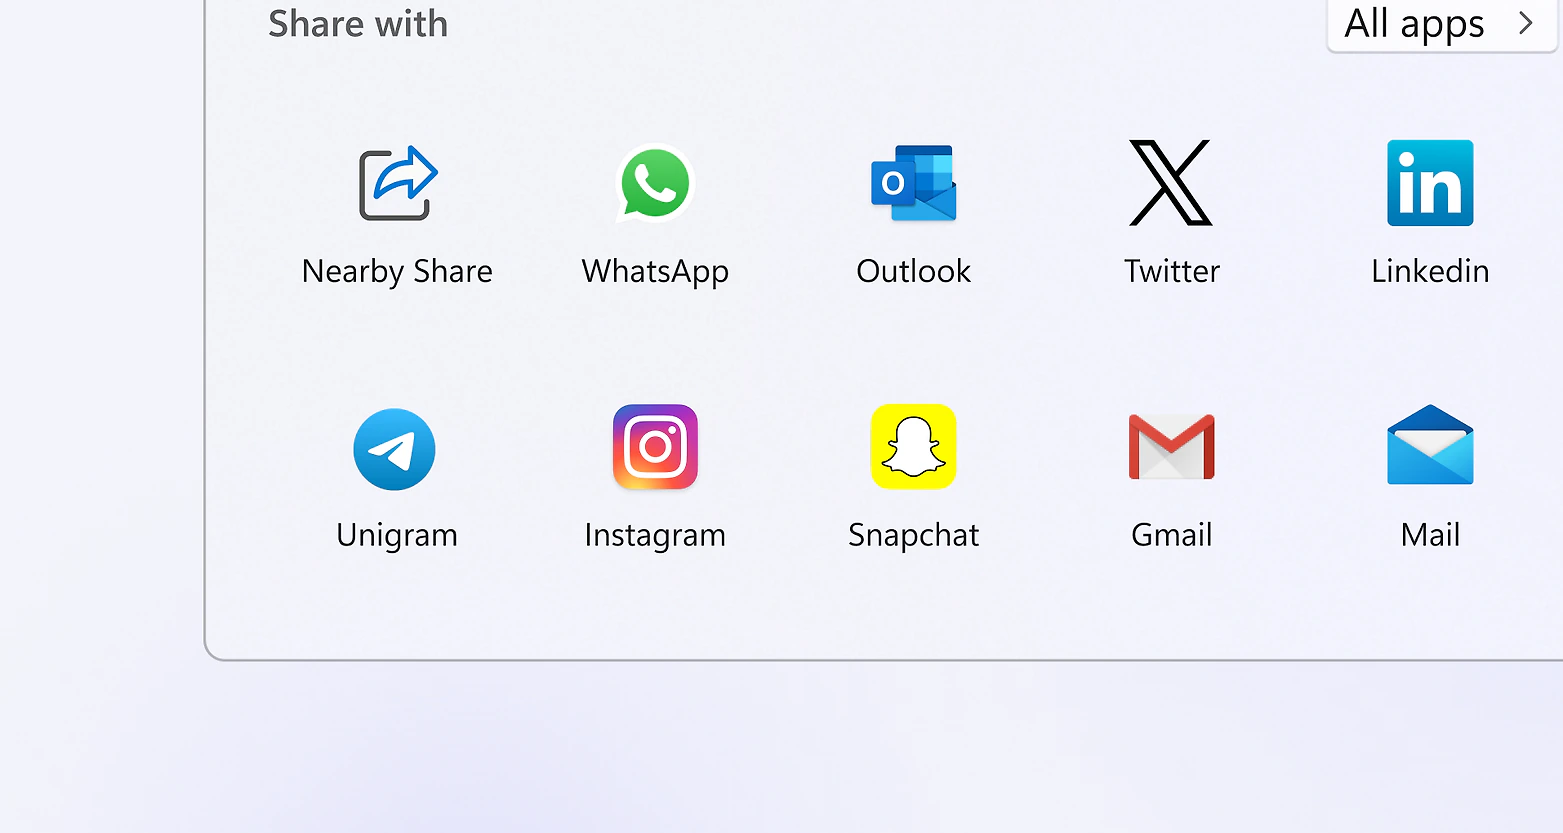 Share with
All apps
Nearby Share
WhatsApp
Outlook
Twitter
Linkedin
Unigram
Instagram
Snapchat
Gmail
Mail